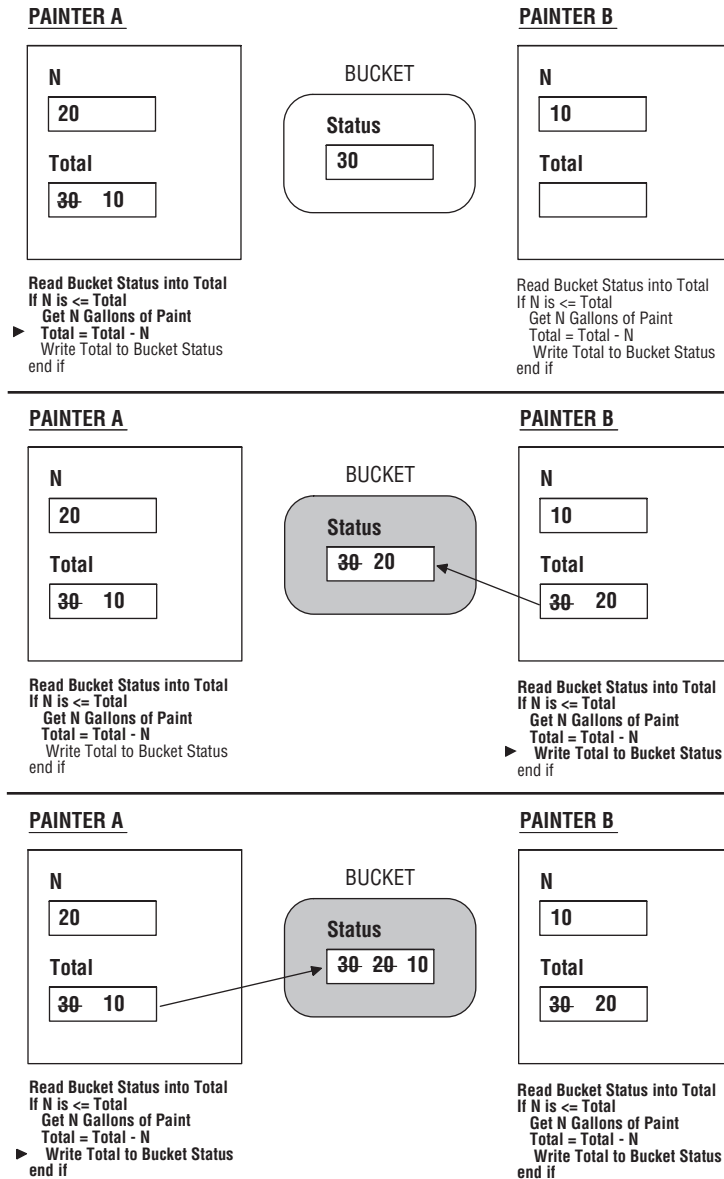 PAINTER A
PAINTER B
BUCKET
N
20
Total
30 10
Status
30
N
10
Total
Read Bucket Status into Total
If N is <= Total
Get N Gallons of Paint
Total = Total - N
Write Total to Bucket Status
end if
Read Bucket Status into Total
If N is <= Total
Get N Gallons of Paint
Total = Total - N
Write Total to Bucket Status
end if
PAINTER A
PAINTER B
BUCKET
N
20
Total
30 10
Status
30 20
N
10
Total
30 20
Read Bucket Status into Total
If N is <= Total
Get N Gallons of Paint
Total = Total - N
Write Total to Bucket Status
end if
Read Bucket Status into Total
If N is <= Total
Get N Gallons of Paint
Total = Total - N
Write Total to Bucket Status
end if
PAINTER A
PAINTER B
BUCKET
N
20
Total
30 10
Status
30 20 10
N
10
Total
30 20
Read Bucket Status into Total
If N is <= Total
Get N Gallons of Paint
Total = Total - N
Write Total to Bucket Status
end if
Read Bucket Status into Total
If N is <= Total
Get N Gallons of Paint
Total = Total - N
Write Total to Bucket Status
end if